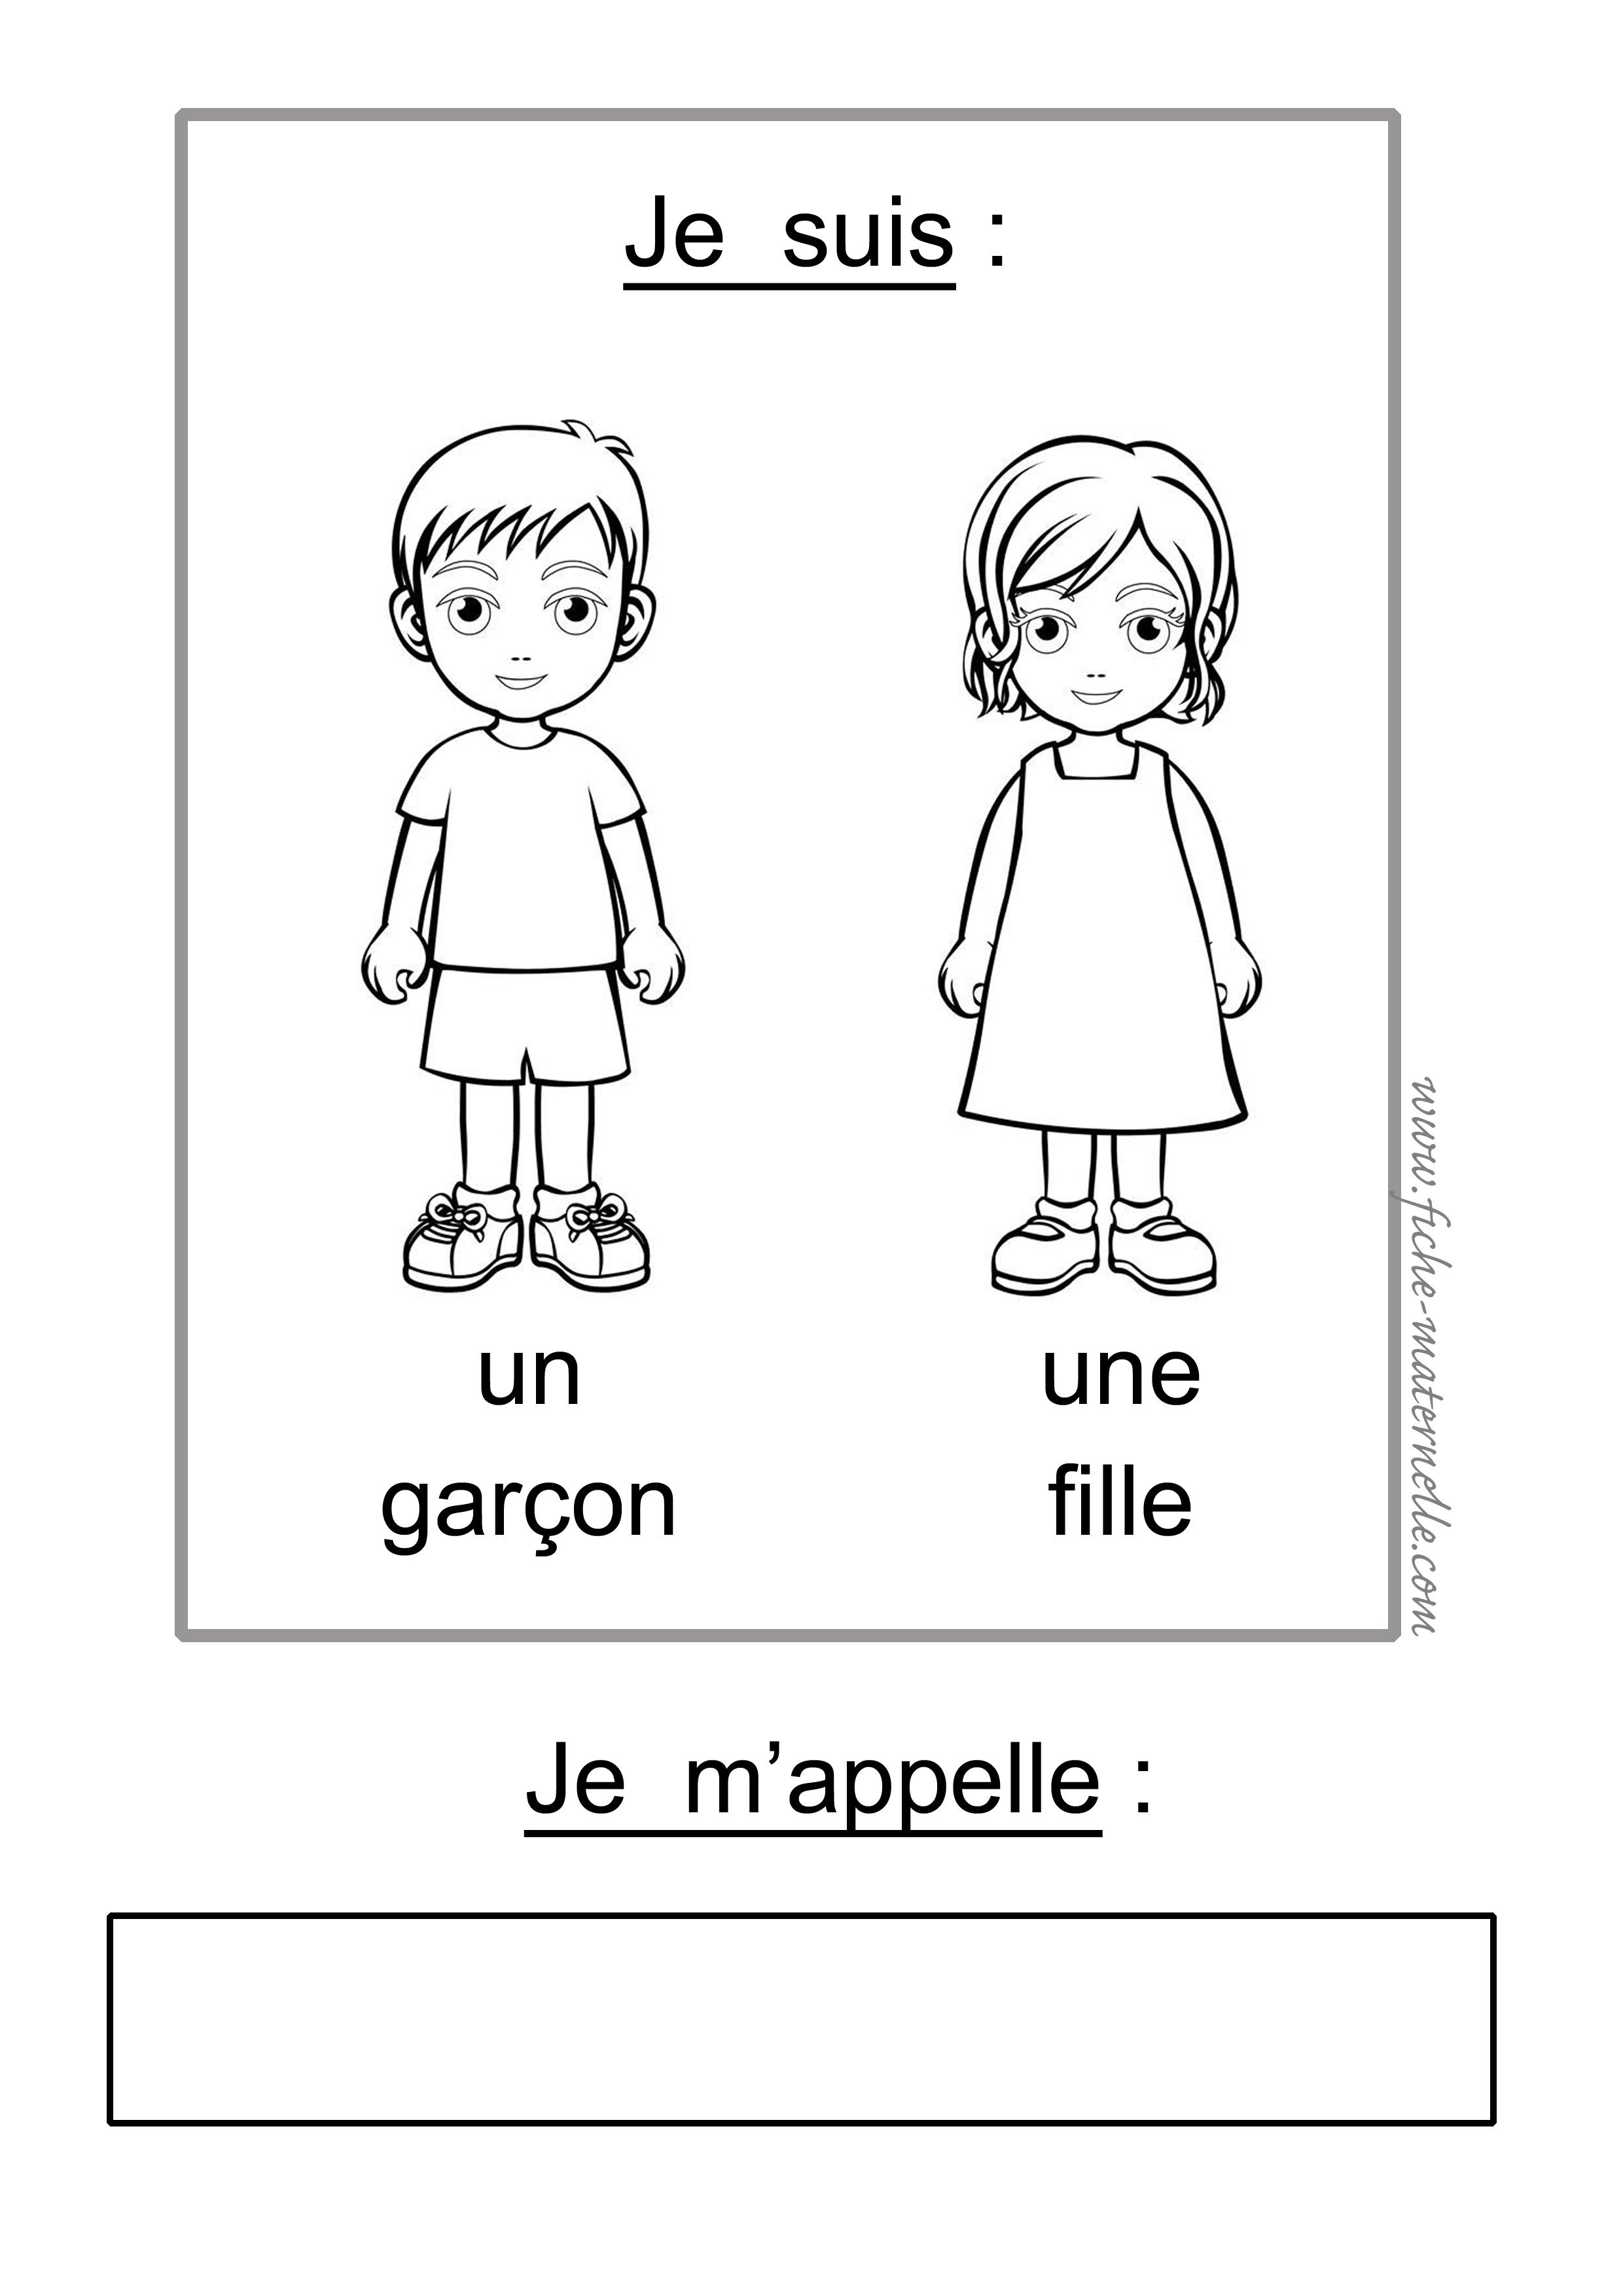 Je suis :
un
garçon
une
fille
www.fiche-maternelle.com
Je m’appelle :